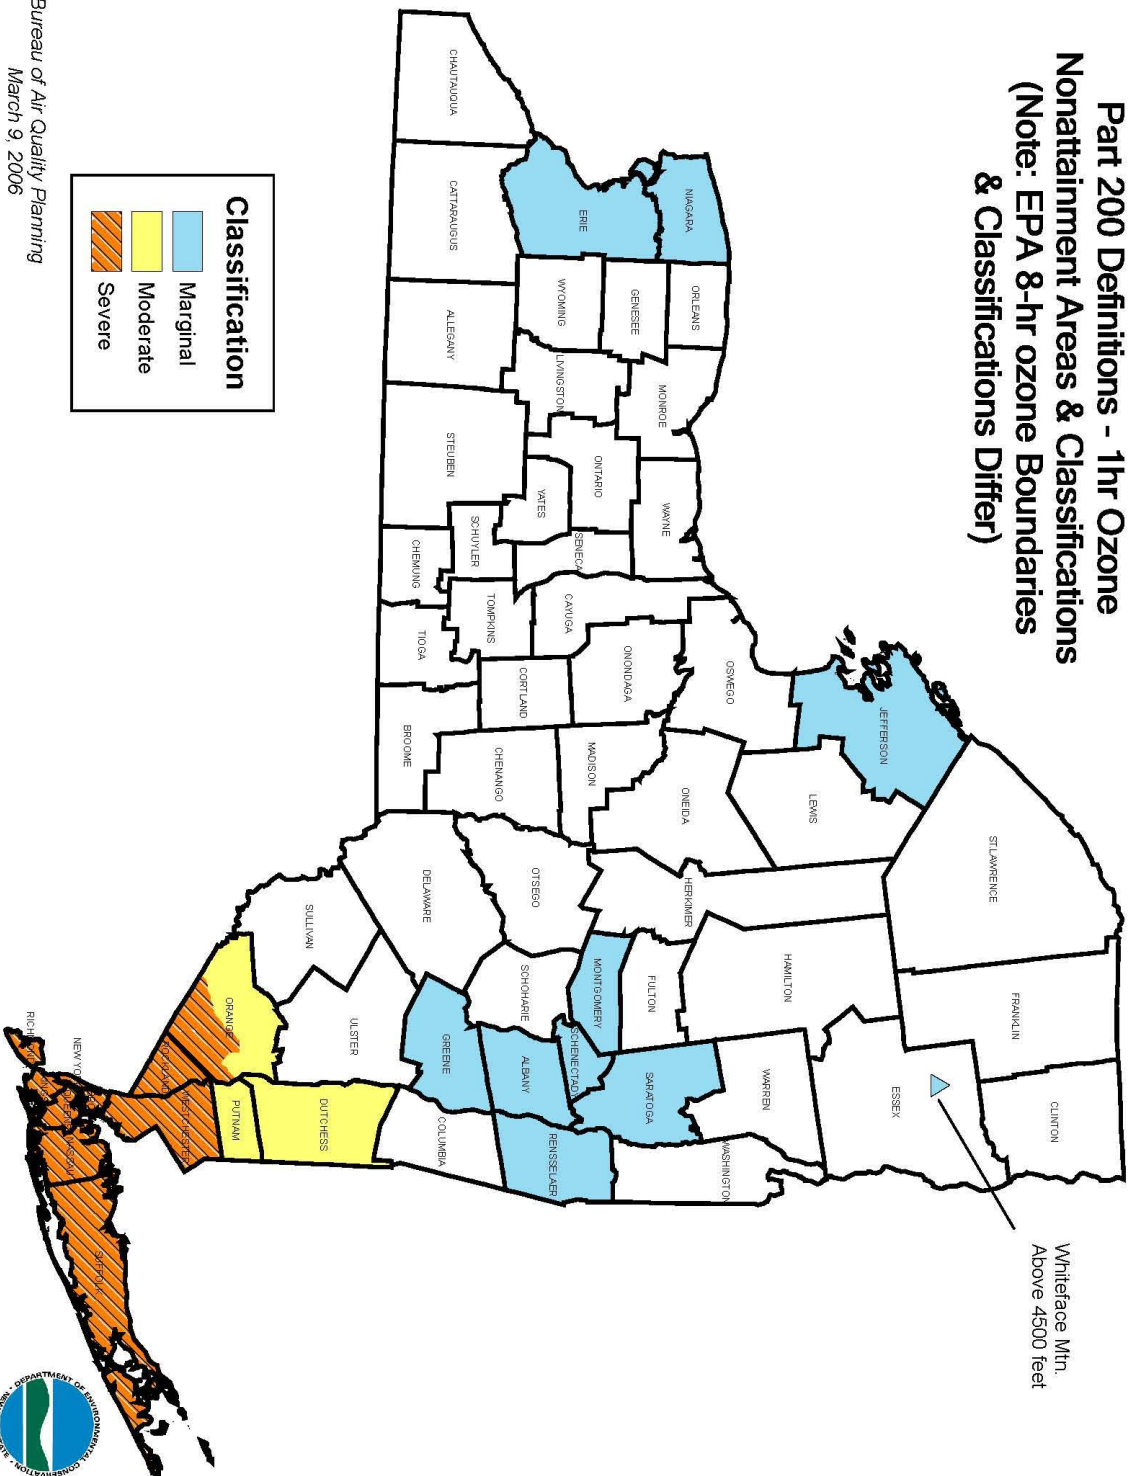 Part 200 Definitions - 1hr Ozone
Nonattainment Areas & Classifications
(Note: EPA 8-hr ozone Boundaries
& Classifications Differ)
Whiteface Mtn.
Above 4500 feet
CLINTON
FRANKLIN
ST.LAWRENCE
ESSEX
JEFFERSON
LEWIS
HAMILTON
WARREN
WASHINGTON
OSWEGO
ONEIDA
HERKIMER
NIAGARA
ORLEANS
MONROE
WAYNE
GENESEE
ERIE
WYOMING
LIVINGSTON
ONTARIO
YATES
SENECA
CAYUGA
ONONDAGA
MADISON
FULTON
SARATOGA
MONTGOMERY
SCHENECTADY
RENSSELAER
ALBANY
SCHOHARIE
OTSEGO
CHENANGO
CORTLAND
TOMPKINS
SCHUYLER
CHAUTAUQUA
CATTARAUGUS
ALLEGANY
STEUBEN
CHEMUNG
TIOGA
BROOME
DELAWARE
GREENE
COLUMBIA
ULSTER
SULLIVAN
DUTCHESS
ORANGE
PUTNAM
ROCKLAND
WESTCHESTER
SUFFOLK
Classification
Marginal
Moderate
Severe
Bureau of Air Quality Planning
March 9, 2006
DEPARTMENT OF ENVIRONMENTAL CONSERVATION